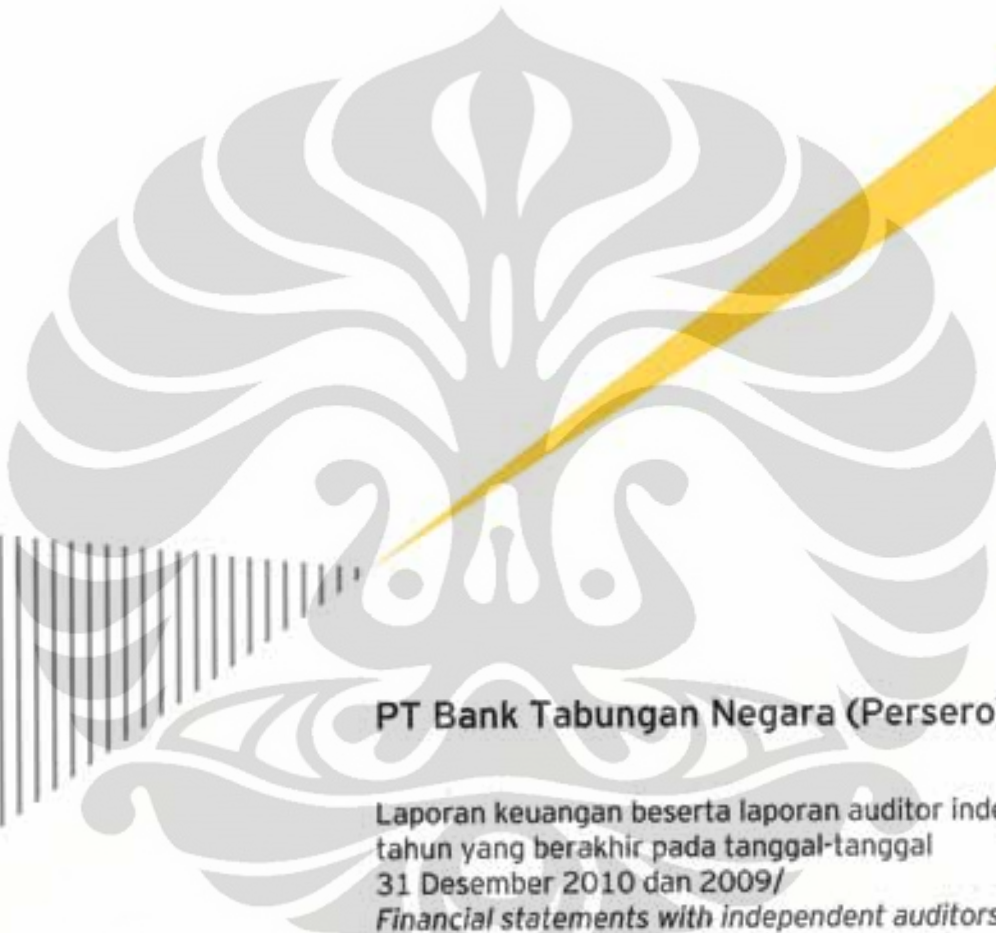 PT Bank Tabungan Negara (Persero)
Laporan keuangan beserta laporan auditor
tahun yang berakhir pada tanggal-tanggal
31 Desember 2010 dan 2009/
Financial statements with independent auditors